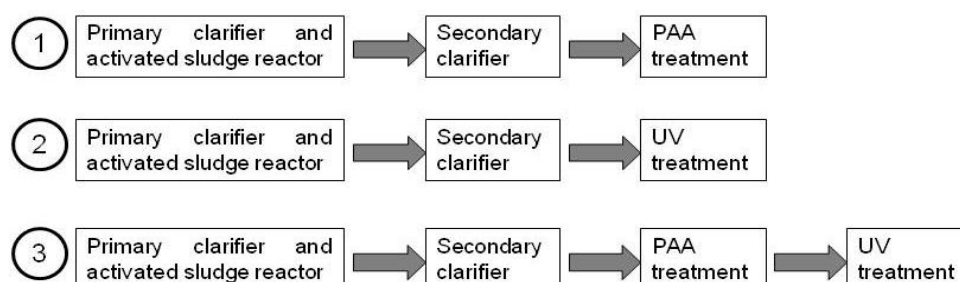 1
Primary clarifier and
activated sludge reactor
Secondary
clarifier
PAA
treatment
2
Primary clarifier and
activated sludge reactor
Secondary
clarifier
UV
treatment
3
Primary clarifier and
activated sludge reactor
Secondary
clarifier
PAA
treatment
UV
treatment